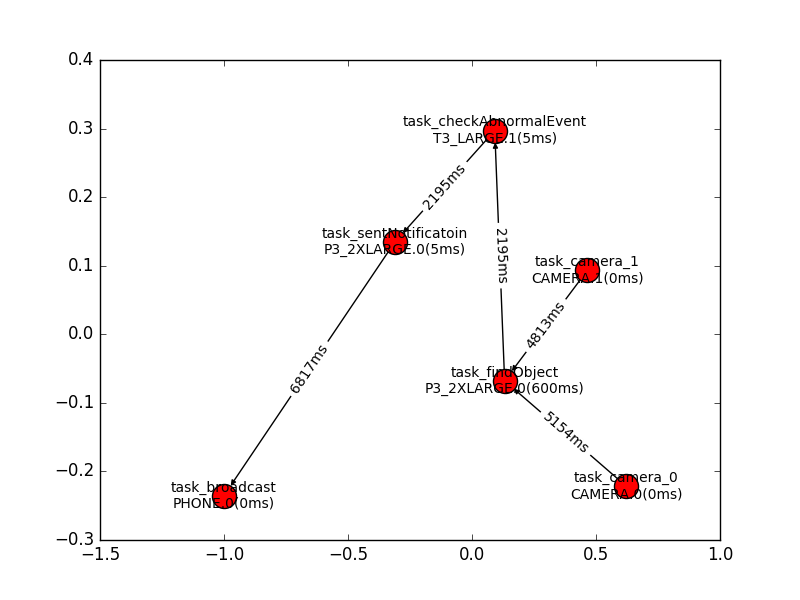 0.4
0.3
0.2
0.1
0.0
−0.1
−0.2
−0.3
−1.5
−1.0
−0.5
0.0
0.5
1.0
task_checkAbnormalEvent
T3_LARGE.1(5ms)
2195ms
task_sentNotificatoin
P3_2XLARGE.0(5ms)
2195ms
task_camera_1
CAMERA.1(0ms)
4813ms
6817ms
task_findObject
P3_2XLARGE.0(600ms)
5154ms
task_broadcast
PHONE.0(0ms)
task_camera_0
CAMERA.0(0ms)